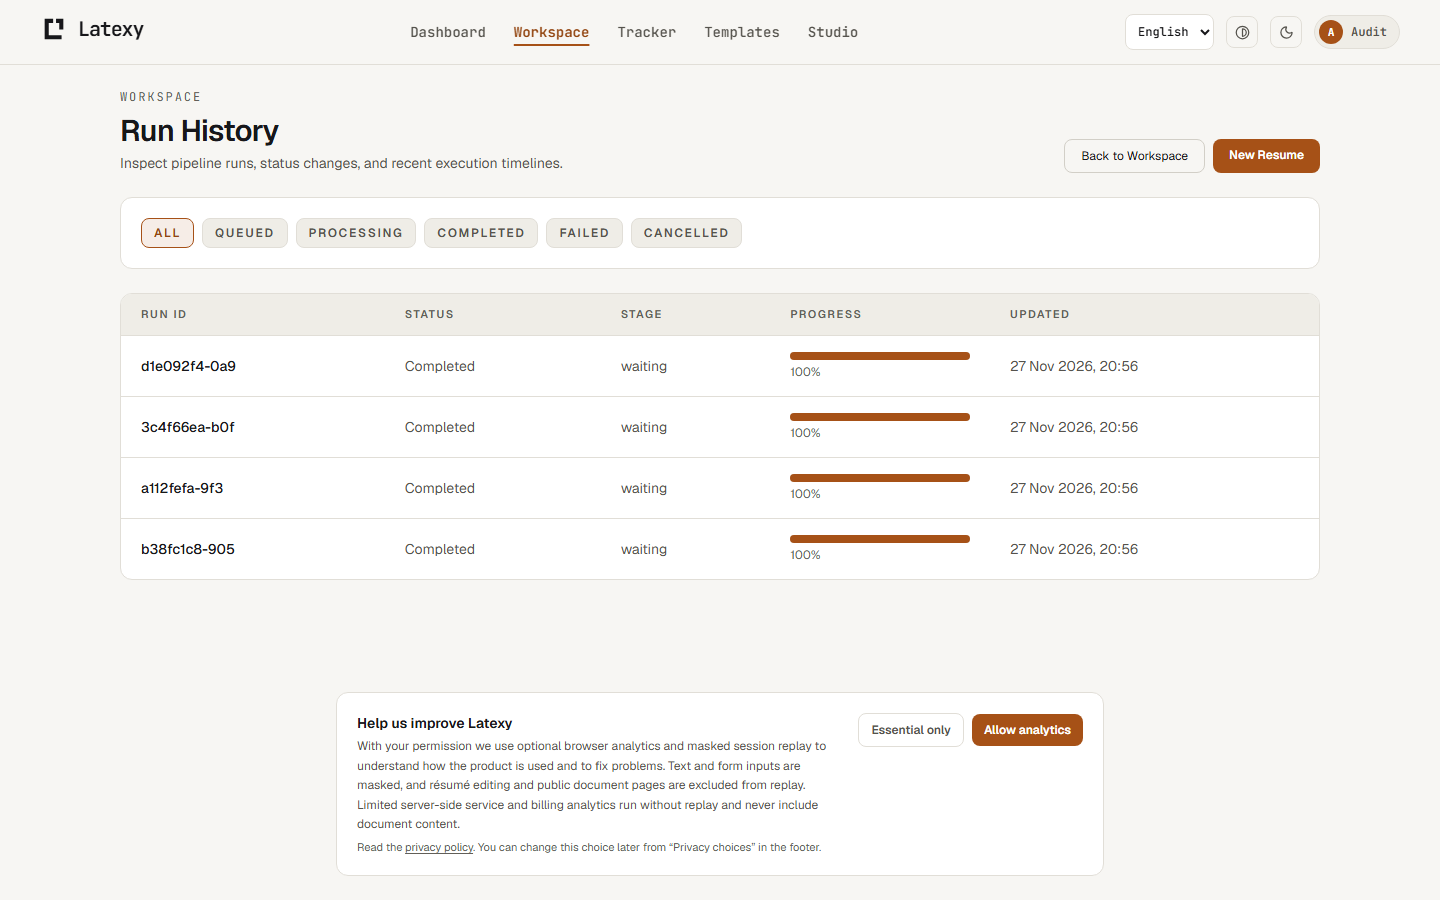 Latexy
Dashboard Workspace Tracker Templates Studio
English
A Audit
WORKSPACE
Run History
Inspect pipeline runs, status changes, and recent execution timelines.
Back to Workspace New Resume
ALL QUEUED PROCESSING COMPLETED FAILED CANCELLED
RUN ID STATUS STAGE PROGRESS UPDATED
d1e092f4-0a9 Completed waiting 100% 27 Nov 2026, 20:56
3c4f66ea-b0f Completed waiting 100% 27 Nov 2026, 20:56
a112fefa-9f3 Completed waiting 100% 27 Nov 2026, 20:56
b38fc1c8-905 Completed waiting 100% 27 Nov 2026, 20:56
Help us improve Latexy
With your permission we use optional browser analytics and masked session replay to
understand how the product is used and to fix problems. Text and form inputs are
masked, and résumé editing and public document pages are excluded from replay.
Limited server-side service and billing analytics run without replay and never include
document content.
Read the privacy policy. You can change this choice later from “Privacy choices” in the footer.
Essential only Allow analytics